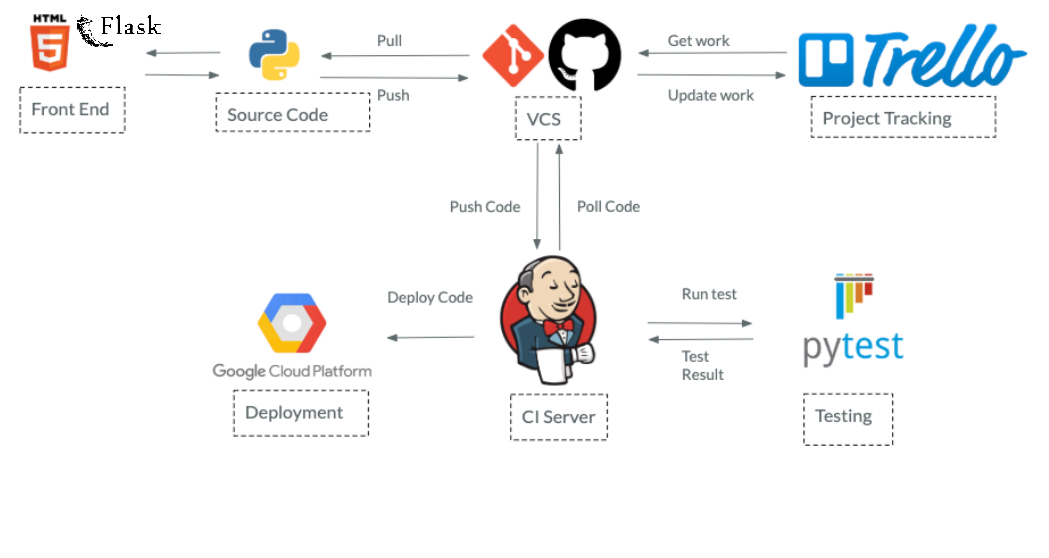 HTML
5
Flask
Pull
Get work
Trello
Push
Update work
Front End
Source Code
VCS
Project Tracking
Push Code
Poll Code
Deploy Code
Run test
Test
Result
pytest
Google Cloud Platform
Deployment
CI Server
Testing